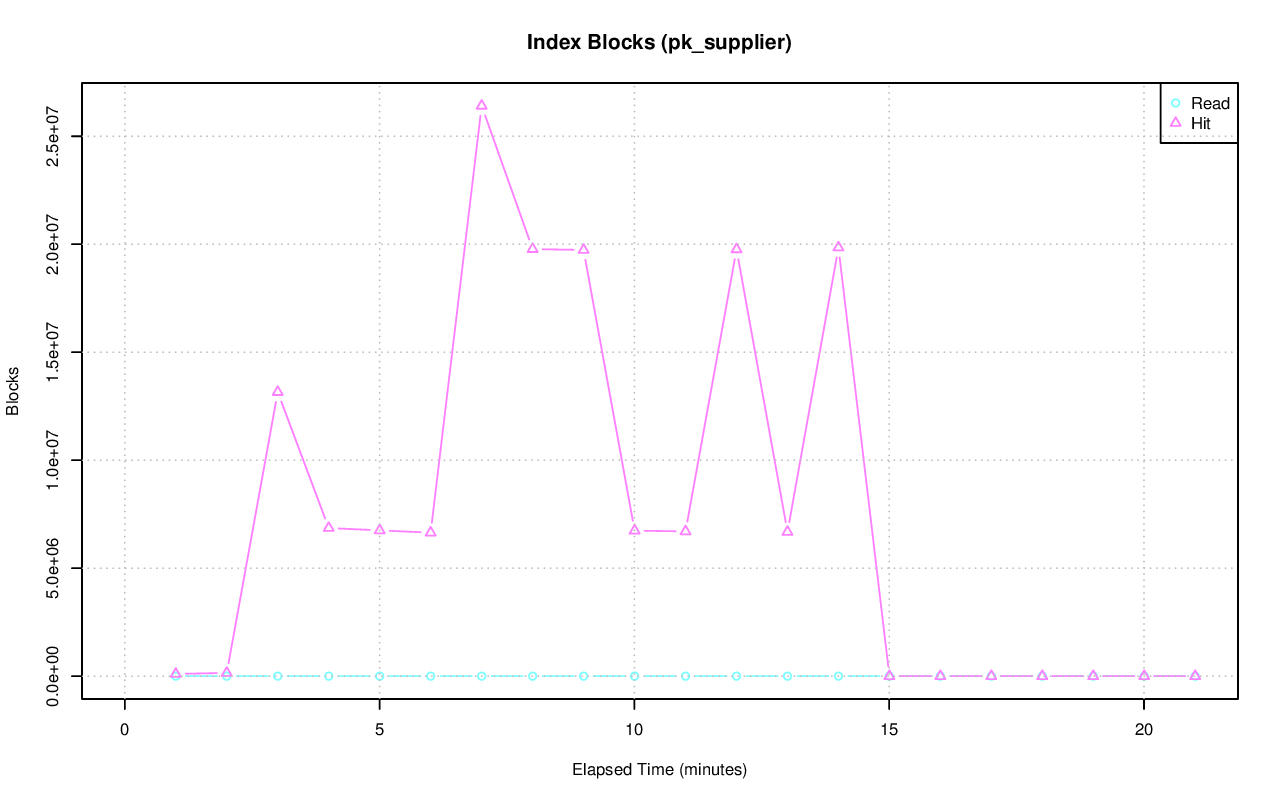 Index Blocks (pk_supplier)
Read
Hit
Blocks
2.5e+07
2.0e+07
1.5e+07
1.0e+07
5.0e+06
0.0e+00
0 5 10 15 20
Elapsed Time (minutes)